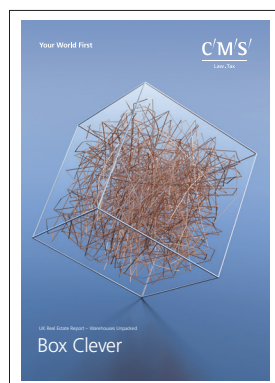 Your World First
C'M'S'
Law.Tax
UK Real Estate Report – Warehouses Unpacked
Box Clever